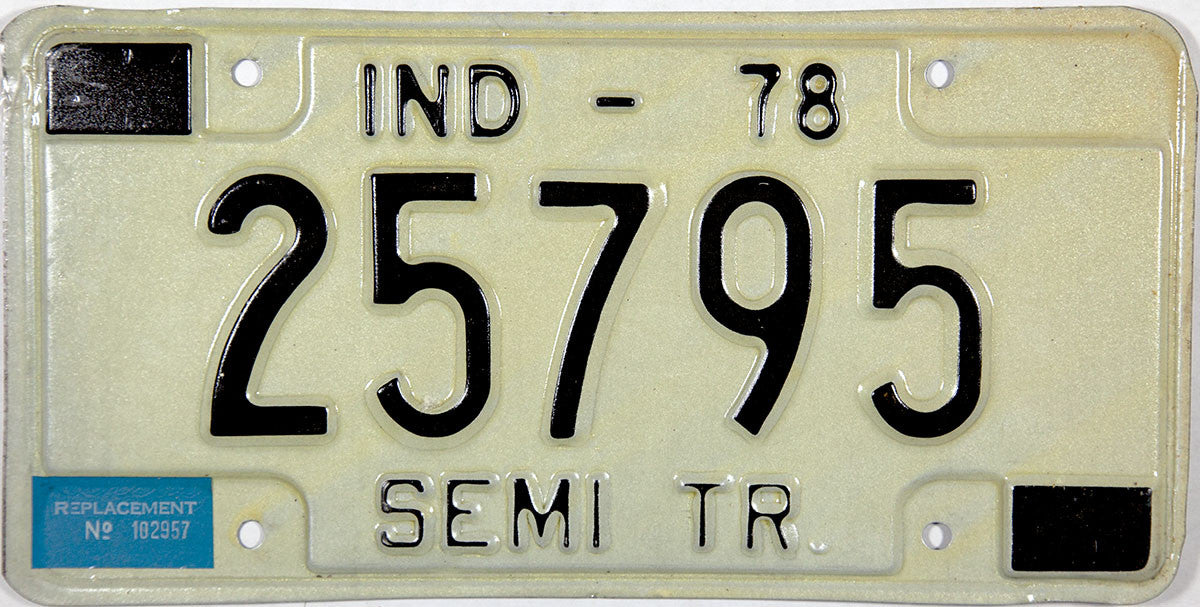 IND - 78
25795
SEMI TR.
REPLACEMENT
Nº 102957